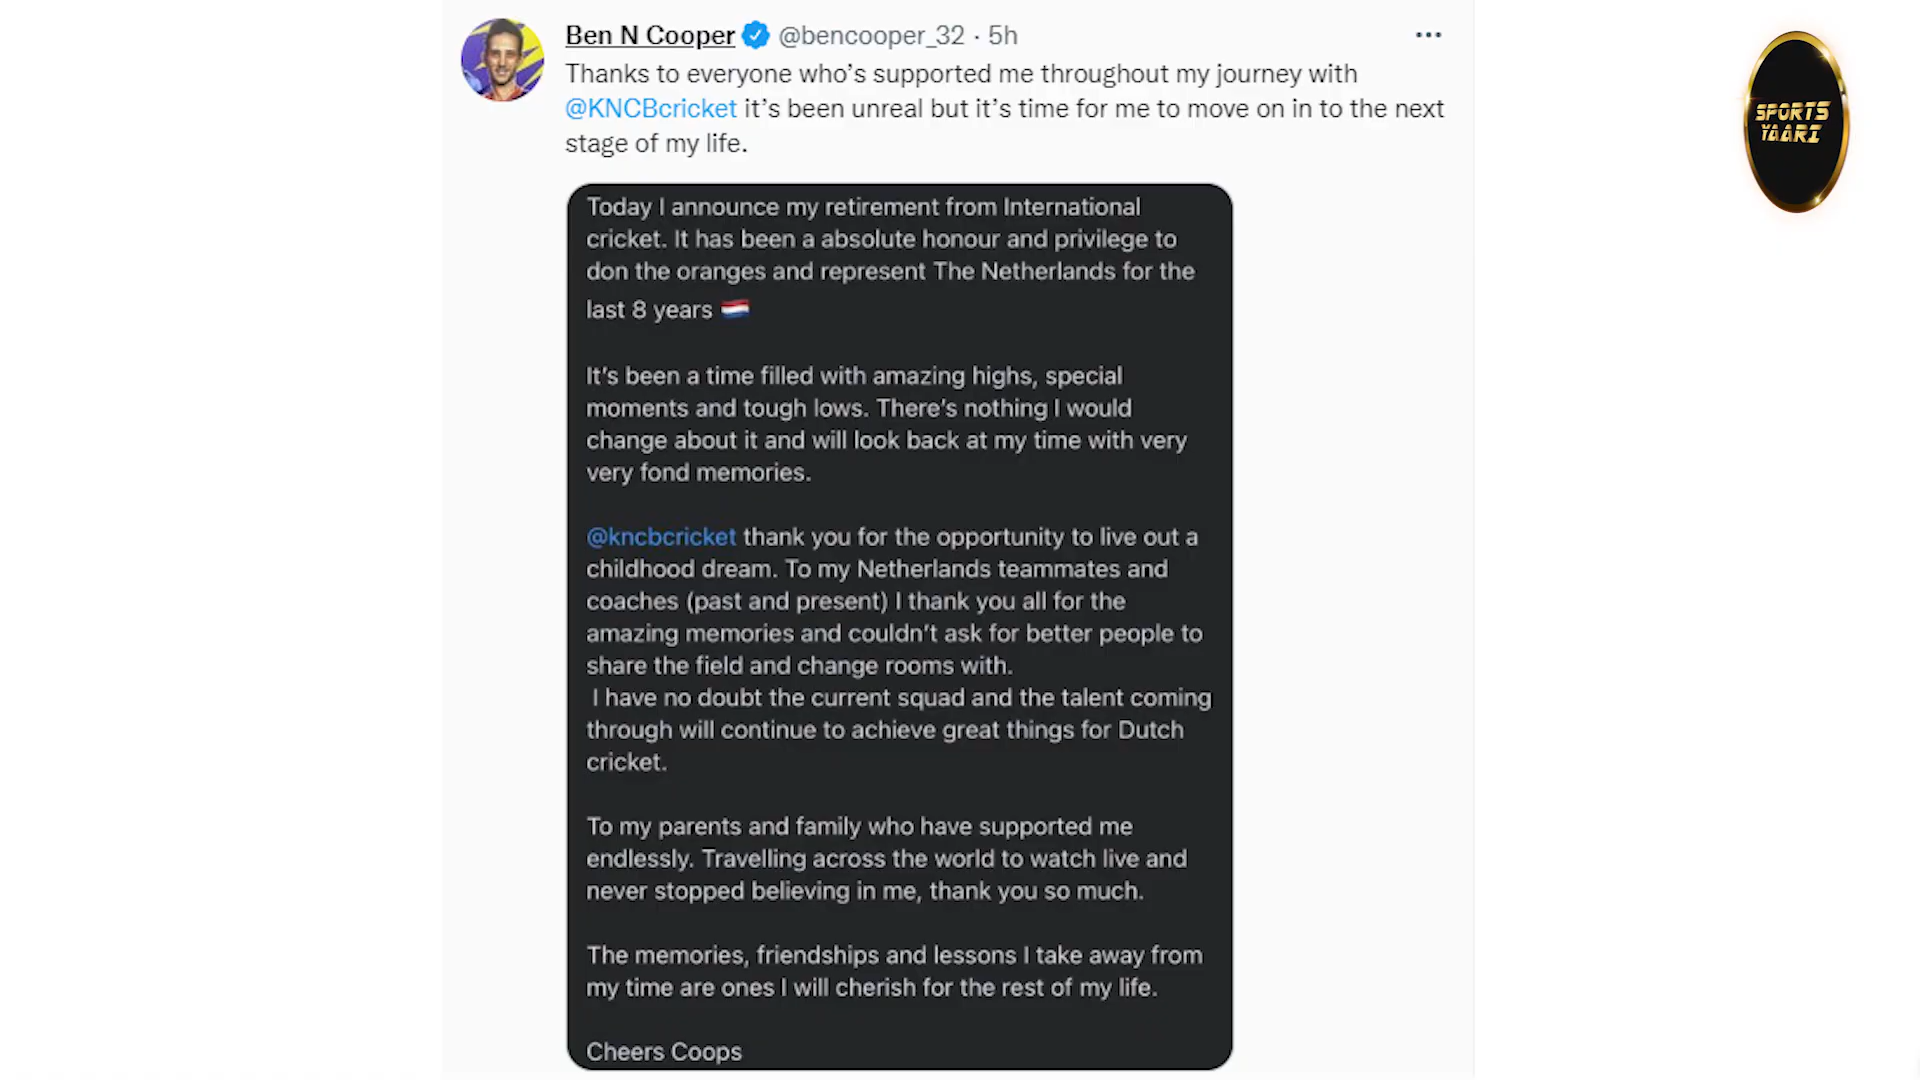 Ben N Cooper @bencooper_32 · 5h
Thanks to everyone who’s supported me throughout my journey with
@KNCBcricket it’s been unreal but it’s time for me to move on in to the next
stage of my life.
Today I announce my retirement from International
cricket. It has been a absolute honour and privilege to
don the oranges and represent The Netherlands for the
last 8 years 🇳🇱
It’s been a time filled with amazing highs, special
moments and tough lows. There’s nothing I would
change about it and will look back at my time with very
very fond memories.
@kncbcricket thank you for the opportunity to live out a
childhood dream. To my Netherlands teammates and
coaches (past and present) I thank you all for the
amazing memories and couldn’t ask for better people to
share the field and change rooms with.
I have no doubt the current squad and the talent coming
through will continue to achieve great things for Dutch
cricket.
To my parents and family who have supported me
endlessly. Travelling across the world to watch live and
never stopped believing in me, thank you so much.
The memories, friendships and lessons I take away from
my time are ones I will cherish for the rest of my life.
Cheers Coops
SPORTS
YAARI